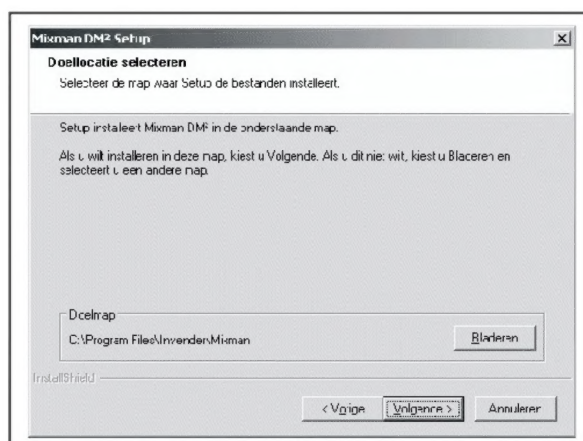 Mixman DM² Setup
Doellocatie selecteren
Selecteer de map waar Setup de bestanden installeert.
Setup installeert Mixman DM² in de onderstaande map.
Als u wilt installeren in deze map, kiest u Volgende. Als u dit niet wilt, kiest u Bladeren en
selecteert u een andere map.
Doelmap
C:\Program Files\Invender\Mixman
Bladeren
InstallShield
< Vorige
Volgende >
Annuleren